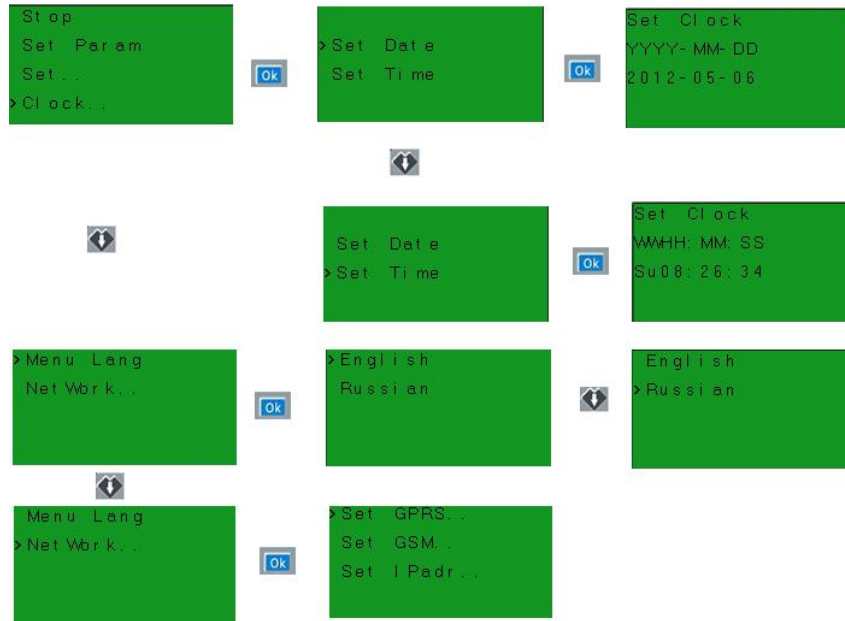 Stop
Set Param
Set..
>Clock..
Ok
>Set Date
Set Time
Ok
Set Clock
YYYY-MM-DD
2012-05-06
Set Date
>Set Time
Ok
Set Clock
WWHH:MM:SS
Su08:26:34
>Menu Lang
NetWork..
Ok
>English
Russian
English
>Russian
Menu Lang
>NetWork..
Ok
>Set GPRS..
Set GSM..
Set IPadr..